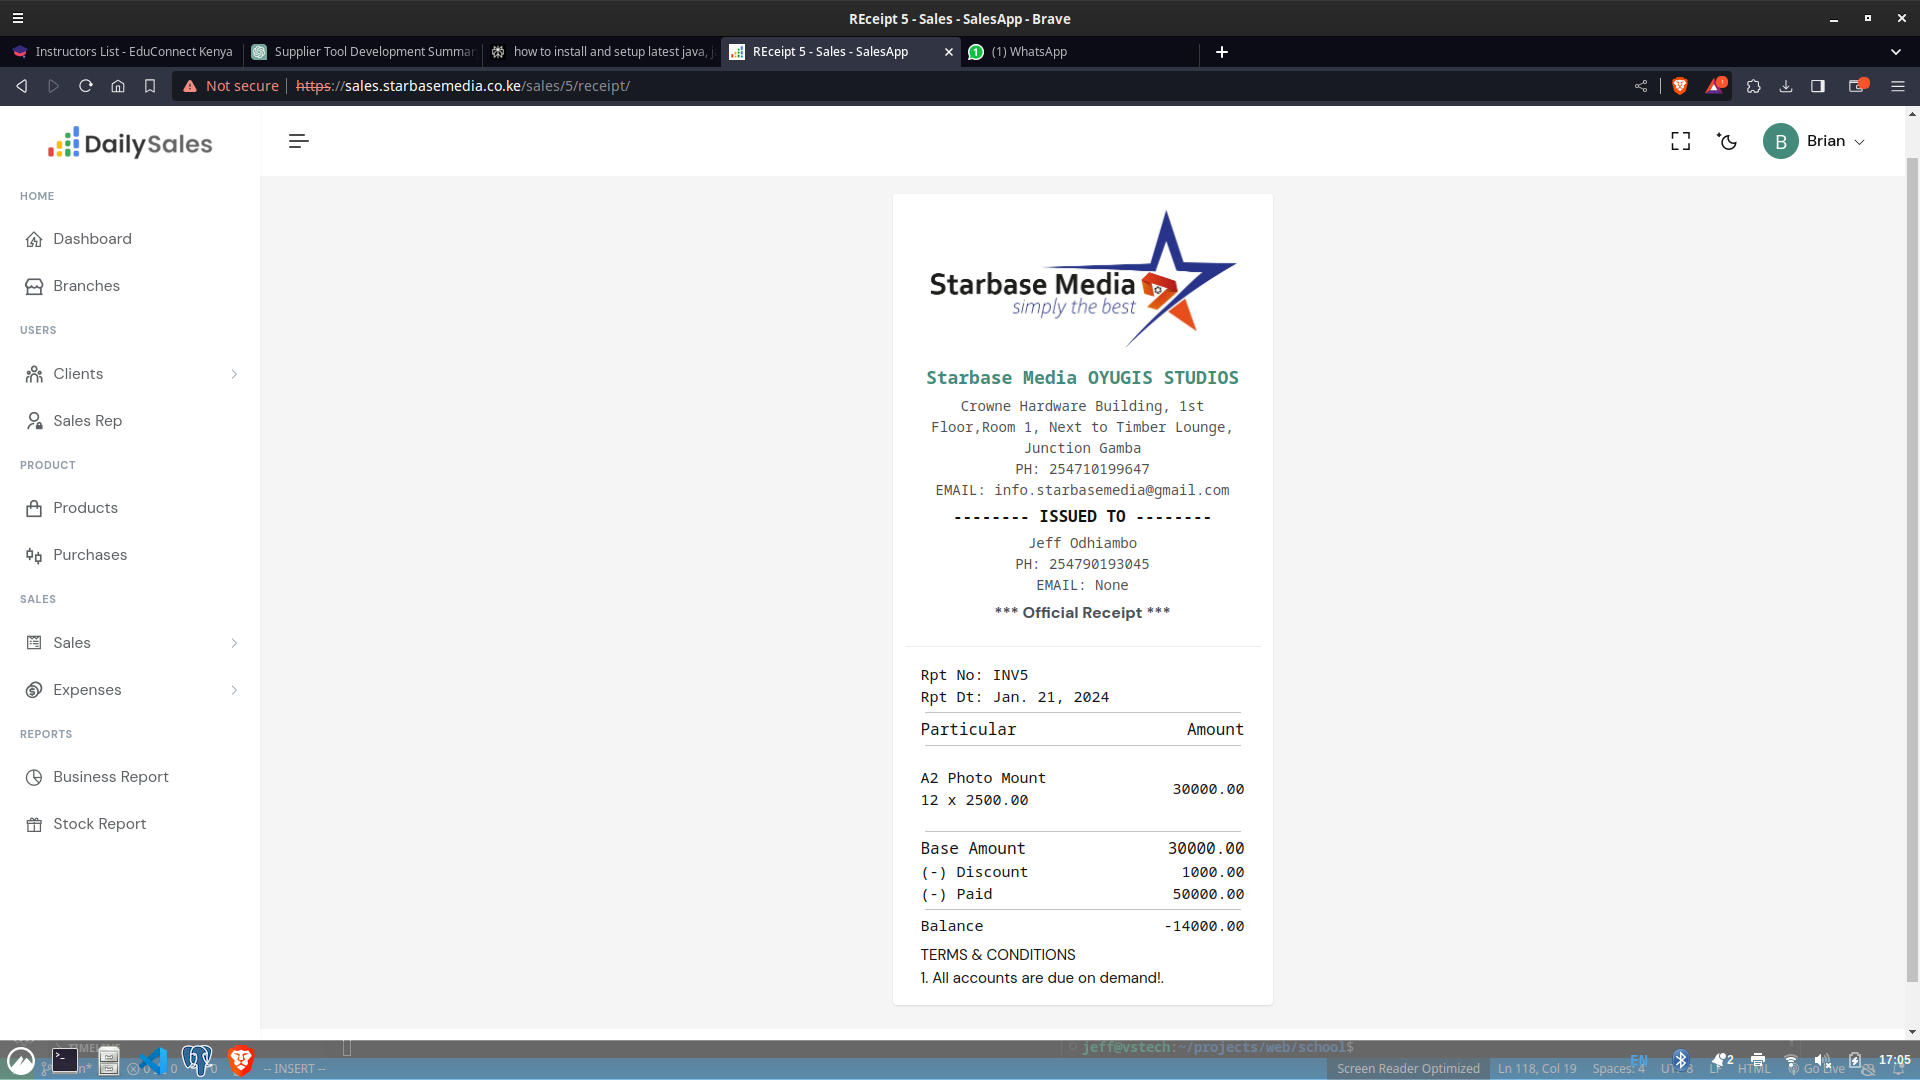 REceipt 5 - Sales - SalesApp - Brave
Instructors List - EduConnect Kenya
Supplier Tool Development Summar
how to install and setup latest java, j
REceipt 5 - Sales - SalesApp
(1) WhatsApp
Not secure
https://sales.starbasemedia.co.ke/sales/5/receipt/
DailySales
B
Brian
HOME
Dashboard
Branches
USERS
Clients
Sales Rep
PRODUCT
Products
Purchases
SALES
Sales
Expenses
REPORTS
Business Report
Stock Report
Starbase Media
simply the best
Starbase Media OYUGIS STUDIOS
Crowne Hardware Building, 1st
Floor,Room 1, Next to Timber Lounge,
Junction Gamba
PH: 254710199647
EMAIL: info.starbasemedia@gmail.com
-------- ISSUED TO --------
Jeff Odhiambo
PH: 254790193045
EMAIL: None
*** Official Receipt ***
Rpt No: INV5
Rpt Dt: Jan. 21, 2024
Particular Amount
A2 Photo Mount
12 x 2500.00
30000.00
Base Amount 30000.00
(-) Discount 1000.00
(-) Paid 50000.00
Balance -14000.00
TERMS & CONDITIONS
1. All accounts are due on demand!.
jeff@vstech:~/projects/web/school$
-- INSERT --
Screen Reader Optimized
Ln 118, Col 19
Spaces: 4
HTML
Go Live
EN
2
17:05